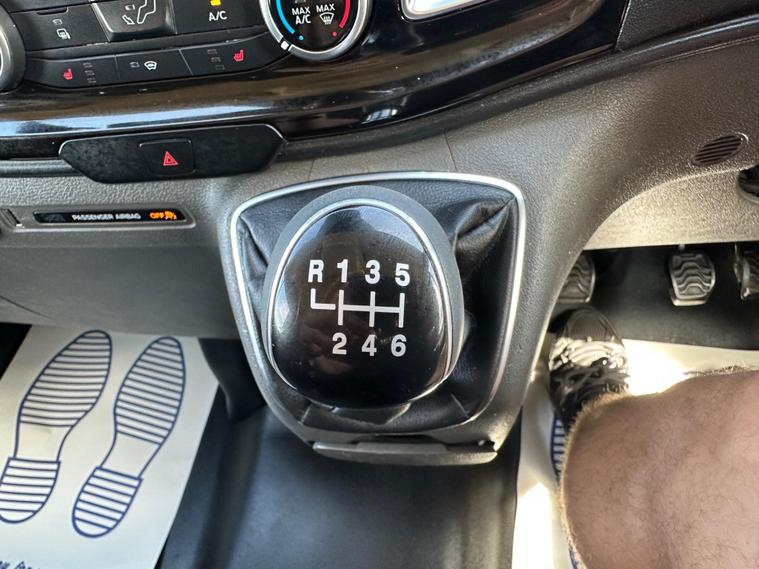 A/C
MAX A/C MAX
PASSENGER AIRBAG OFF
R 1 3 5
2 4 6